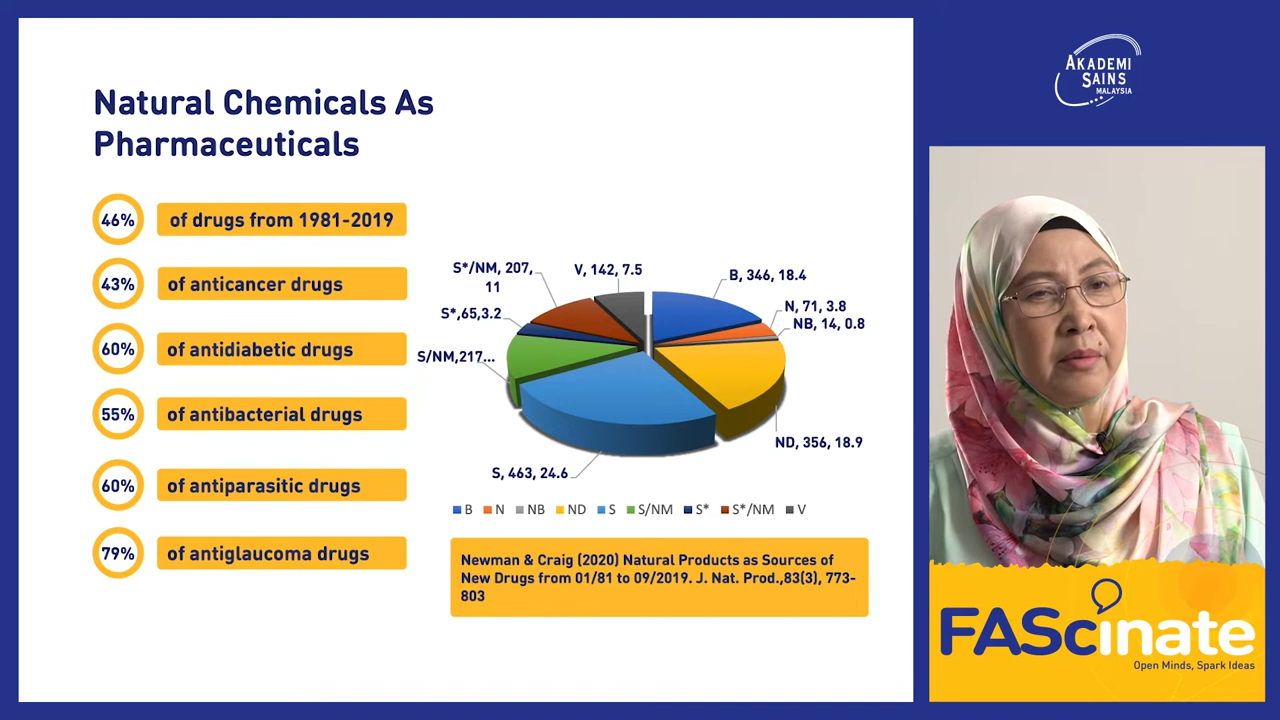 Natural Chemicals As
Pharmaceuticals
46%
of drugs from 1981-2019
43%
of anticancer drugs
60%
of antidiabetic drugs
55%
of antibacterial drugs
60%
of antiparasitic drugs
79%
of antiglaucoma drugs
S*/NM, 207,
11
V, 142, 7.5
B, 346, 18.4
N, 71, 3.8
NB, 14, 0.8
S*,65,3.2
S/NM,217...
ND, 356, 18.9
S, 463, 24.6
B N NB ND S S/NM S* S*/NM V
Newman & Craig (2020) Natural Products as Sources of
New Drugs from 01/81 to 09/2019. J. Nat. Prod.,83(3), 773-
803
AKADEMI
SAINS
MALAYSIA
FAScinate
Open Minds, Spark Ideas